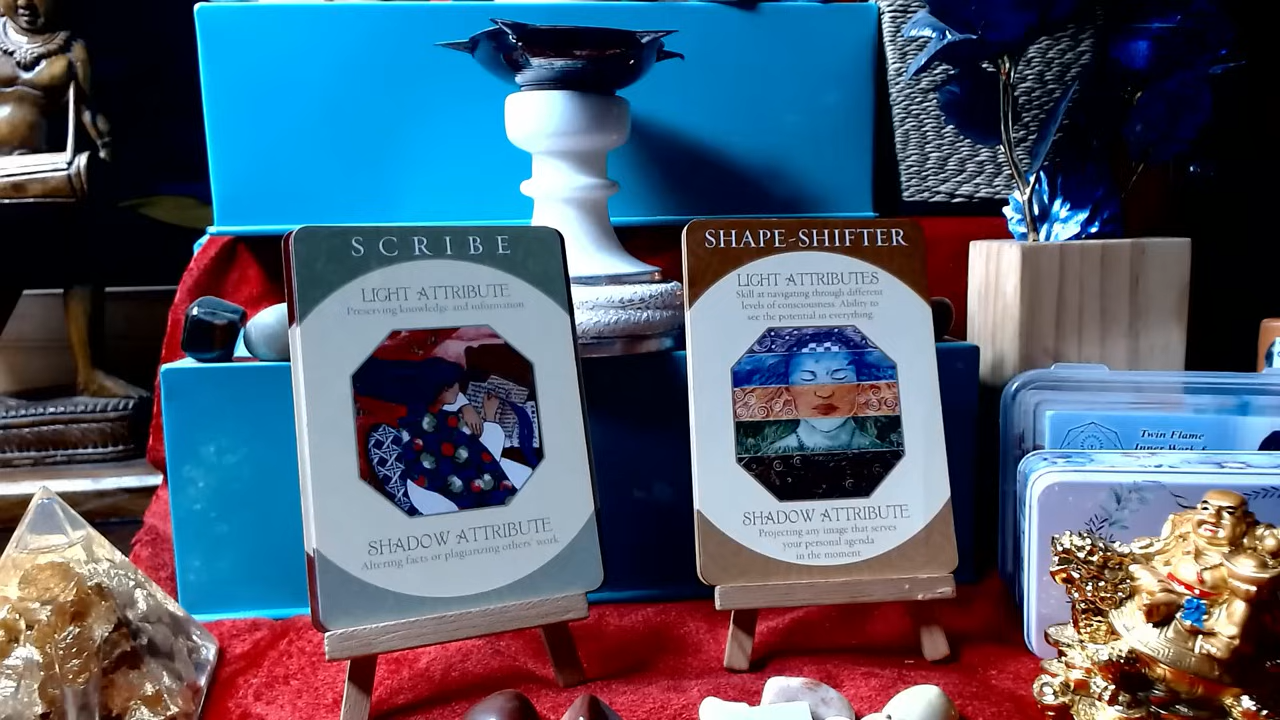 SCRIBE
LIGHT ATTRIBUTE
Preserving knowledge and information.
SHADOW ATTRIBUTE
Altering facts or plagiarizing others' work
SHAPE-SHIFTER
LIGHT ATTRIBUTES
Skill at navigating through different
levels of consciousness. Ability to
see the potential in everything.
SHADOW ATTRIBUTE
Projecting any image that serves
your personal agenda
in the moment
Twin Flame
Inner Work